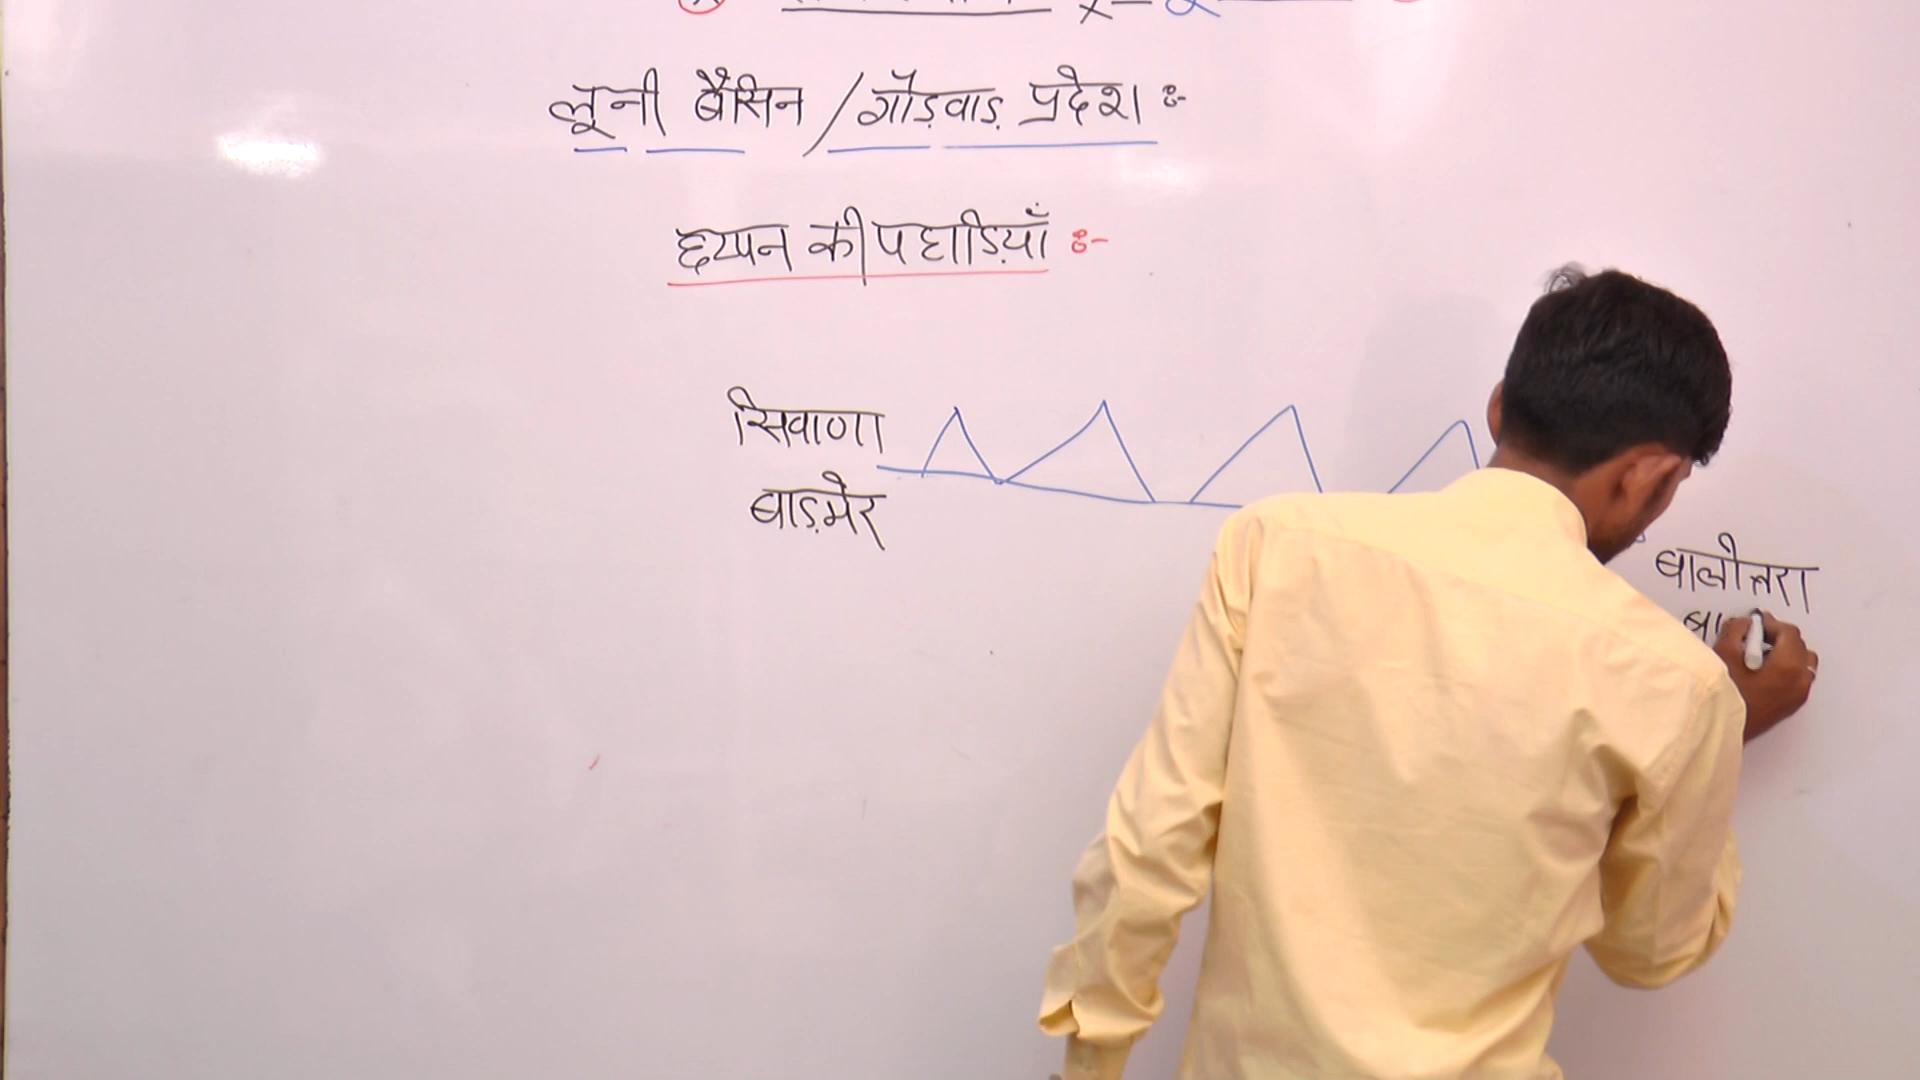 लूनी बैसिन / गौड़वाड़ प्रदेश :-
छप्पन की पहाड़ियाँ :-
सिवाणा
बाड़मेर
बालोतरा
बा